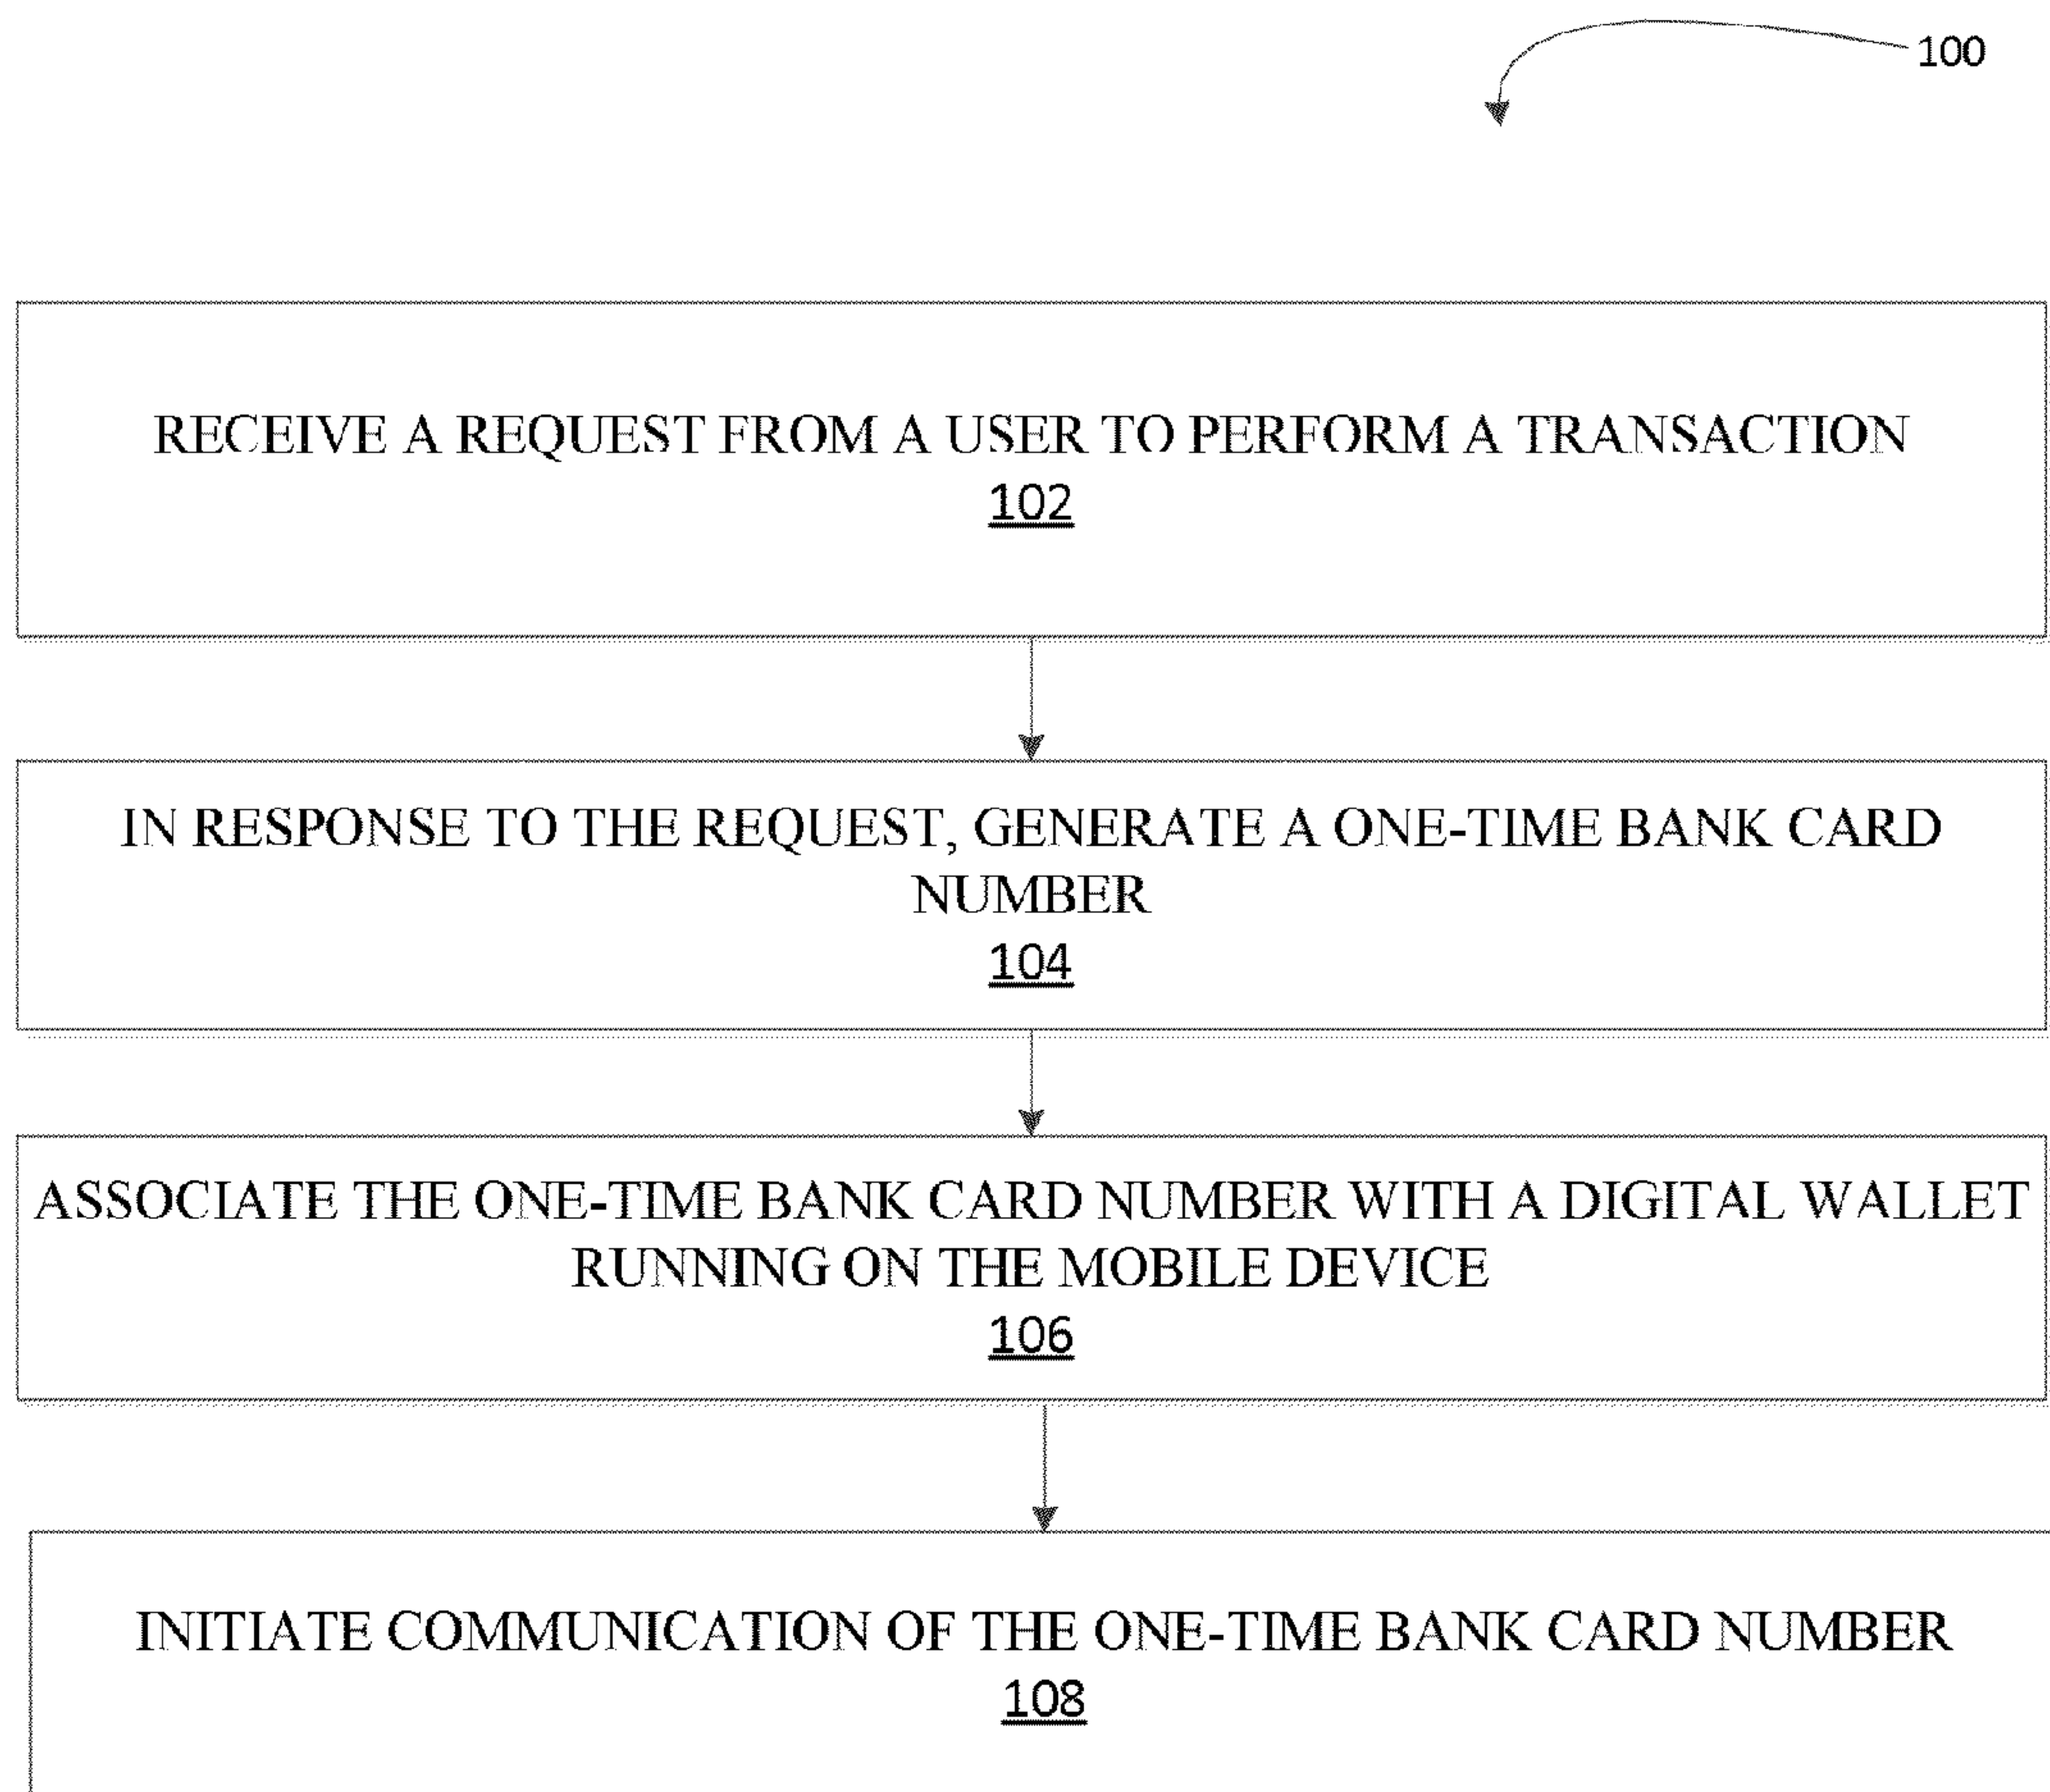 100
RECEIVE A REQUEST FROM A USER TO PERFORM A TRANSACTION
102
IN RESPONSE TO THE REQUEST, GENERATE A ONE-TIME BANK CARD
NUMBER
104
ASSOCIATE THE ONE-TIME BANK CARD NUMBER WITH A DIGITAL WALLET
RUNNING ON THE MOBILE DEVICE
106
INITIATE COMMUNICATION OF THE ONE-TIME BANK CARD NUMBER
108